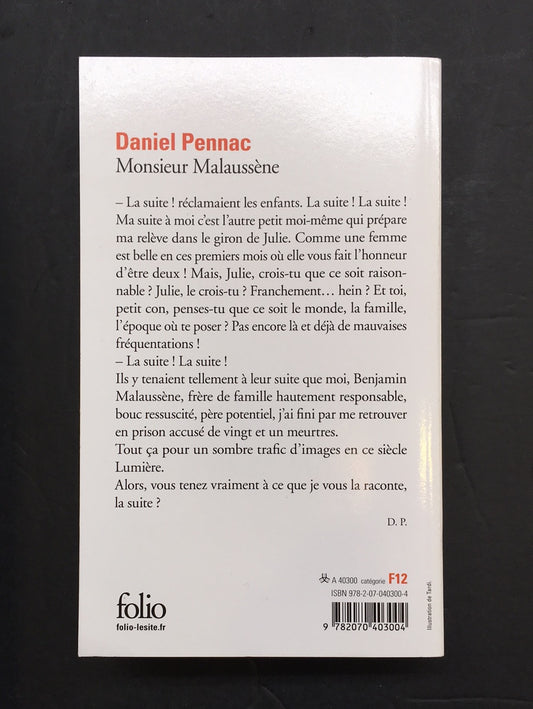 Daniel Pennac
Monsieur Malaussène
– La suite ! réclamaient les enfants. La suite ! La suite !
Ma suite à moi c'est l'autre petit moi-même qui prépare
ma relève dans le giron de Julie. Comme une femme
est belle en ces premiers mois où elle vous fait l'honneur
d'être deux ! Mais, Julie, crois-tu que ce soit raison-
nable ? Julie, le crois-tu ? Franchement… hein ? Et toi,
petit con, penses-tu que ce soit le monde, la famille,
l'époque où te poser ? Pas encore là et déjà de mauvaises
fréquentations !
– La suite ! La suite !
Ils y tenaient tellement à leur suite que moi, Benjamin
Malaussène, frère de famille hautement responsable,
bouc ressuscité, père potentiel, j'ai fini par me retrouver
en prison accusé de vingt et un meurtres.
Tout ça pour un sombre trafic d'images en ce siècle
Lumière.
Alors, vous tenez vraiment à ce que je vous la raconte,
la suite ?
D. P.
A 40300 catégorie F12
ISBN 978-2-07-040300-4
9 782070 403004
folio
folio-lesite.fr
Illustration de Tardi.